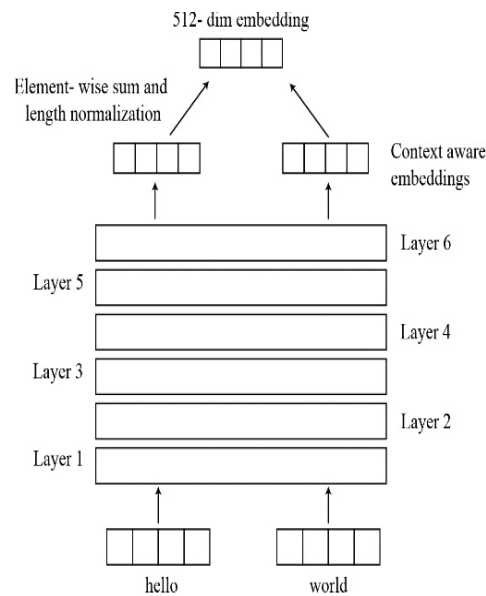 512- dim embedding
Element- wise sum and
length normalization
Context aware
embeddings
Layer 6
Layer 5
Layer 4
Layer 3
Layer 2
Layer 1
hello
world